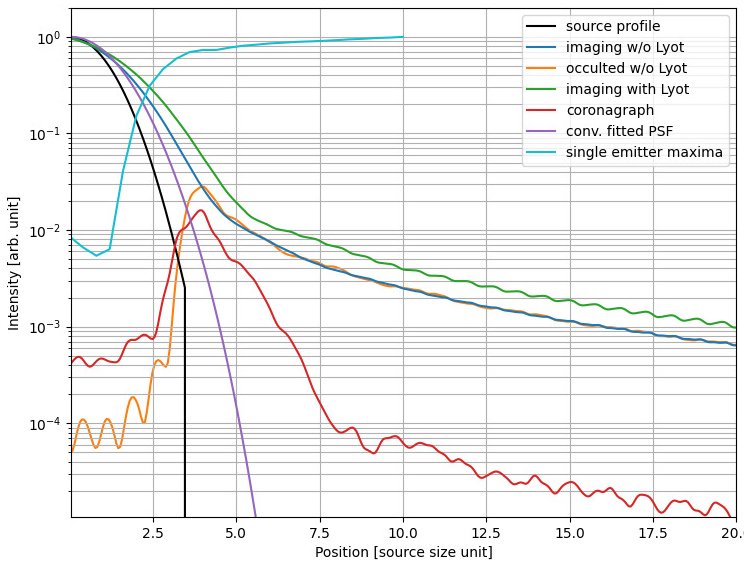 source profile
imaging w/o Lyot
occulted w/o Lyot
imaging with Lyot
coronagraph
conv. fitted PSF
single emitter maxima
Intensity [arb. unit]
10⁰
10⁻¹
10⁻²
10⁻³
10⁻⁴
2.5 5.0 7.5 10.0 12.5 15.0 17.5 20.
Position [source size unit]